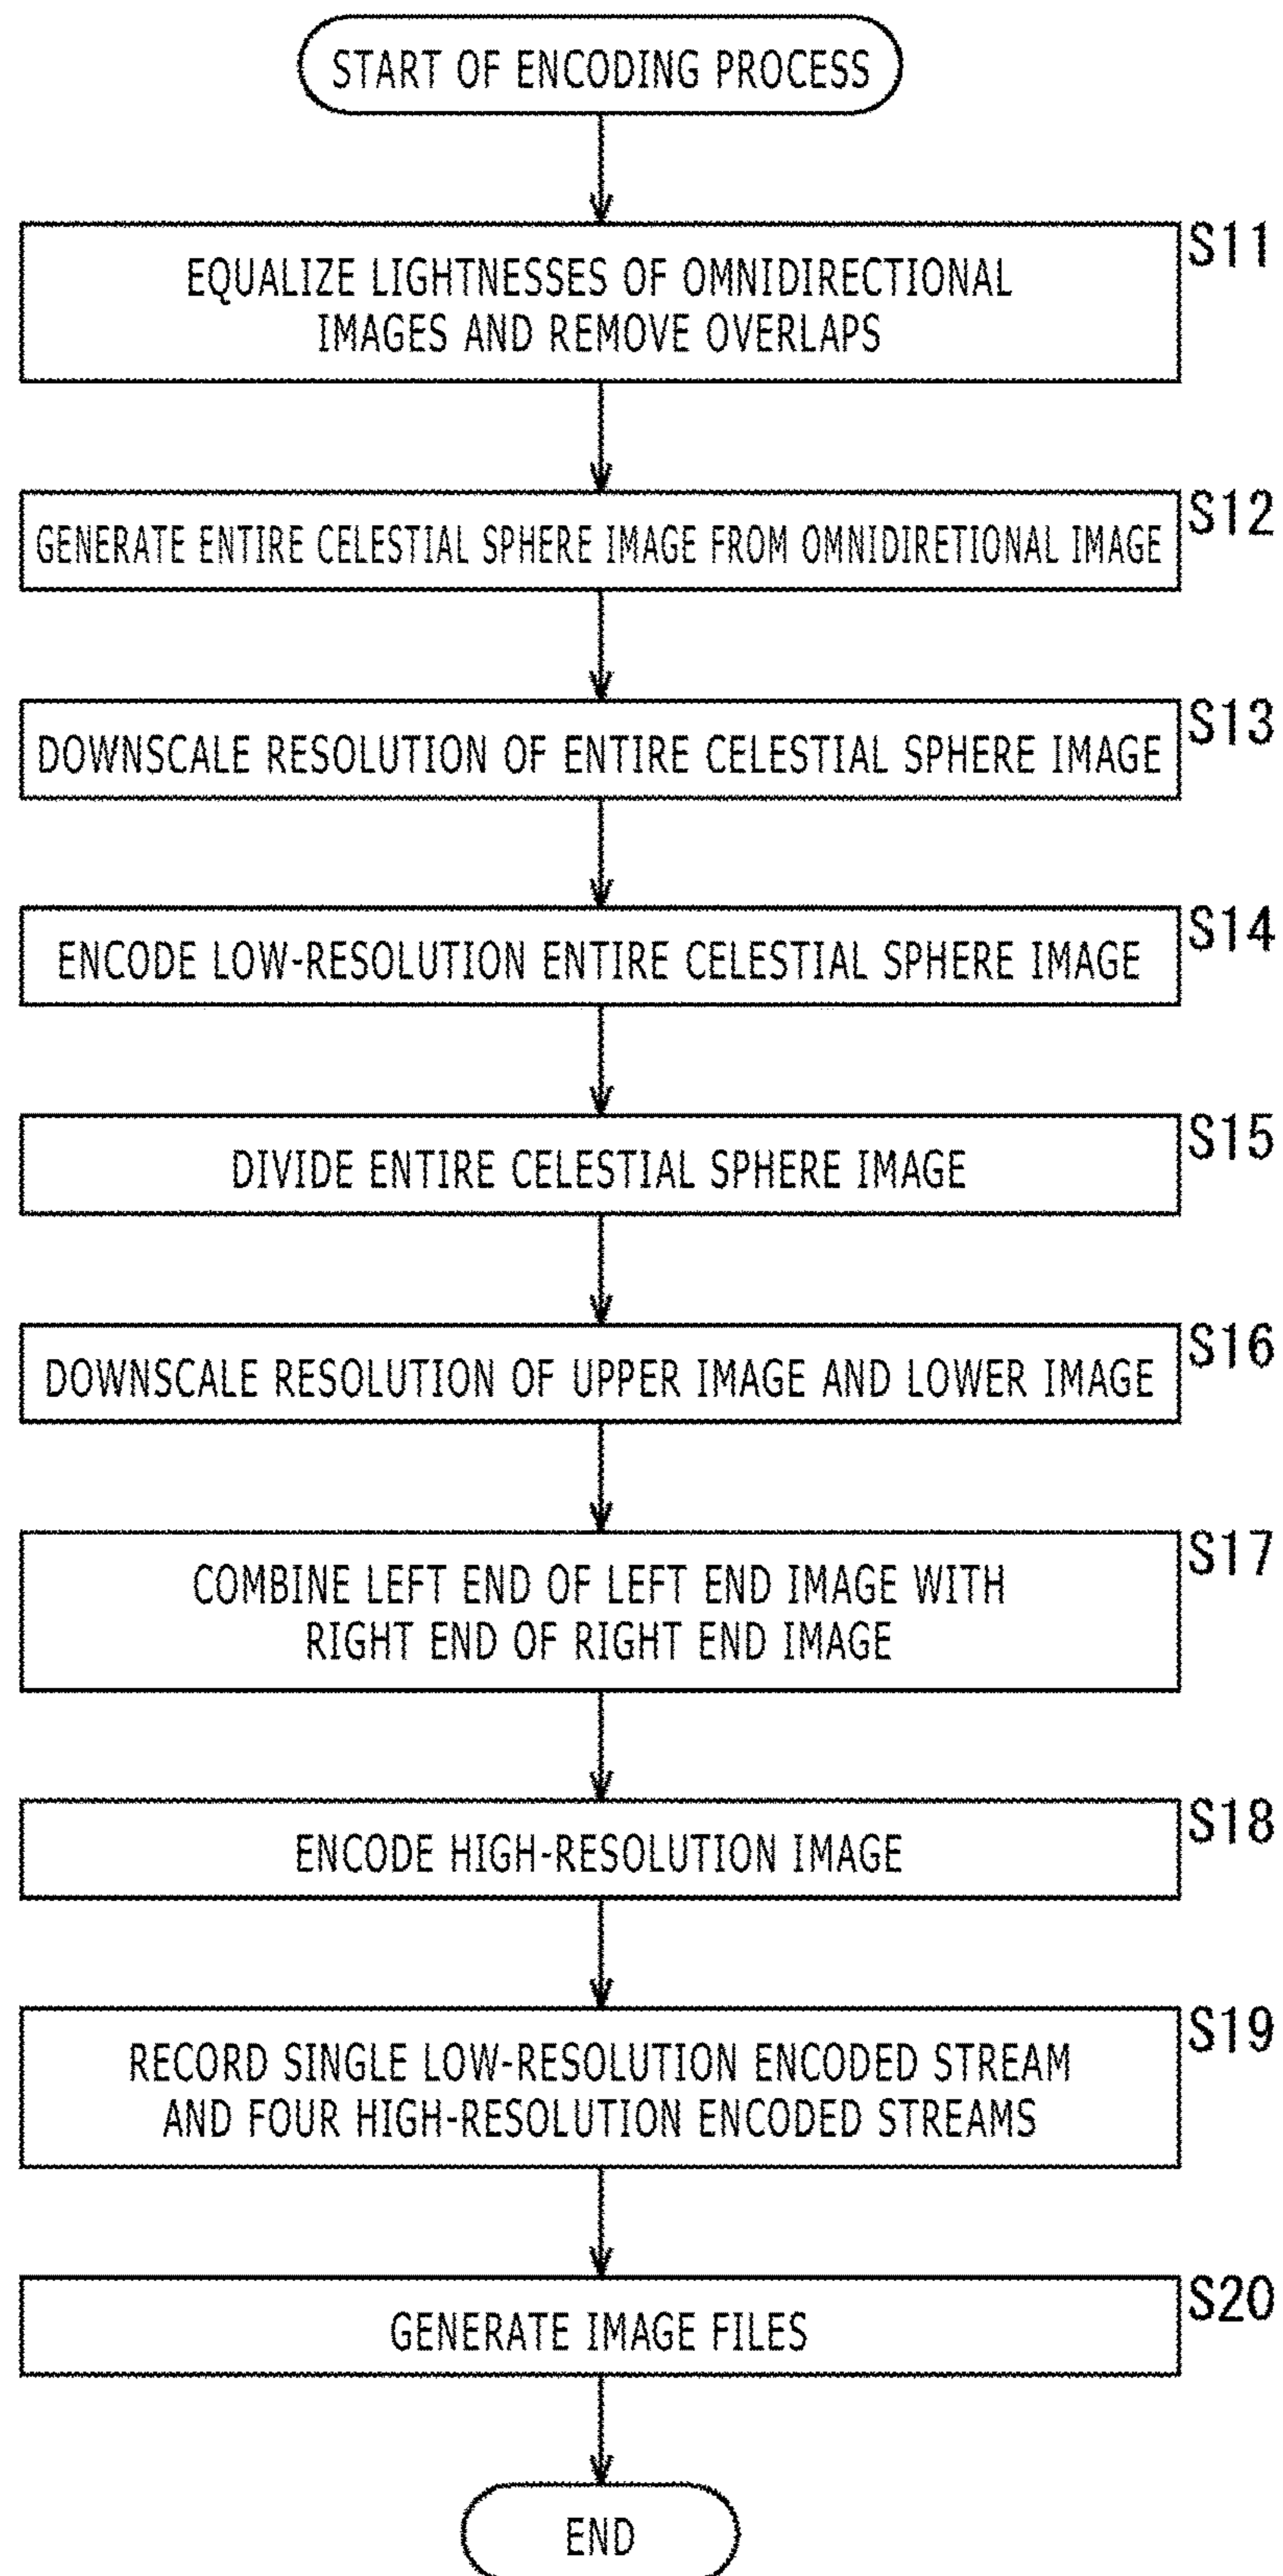 START OF ENCODING PROCESS
S11
EQUALIZE LIGHTNESSES OF OMNIDIRECTIONAL
IMAGES AND REMOVE OVERLAPS
S12
GENERATE ENTIRE CELESTIAL SPHERE IMAGE FROM OMNIDIRETIONAL IMAGE
S13
DOWNSCALE RESOLUTION OF ENTIRE CELESTIAL SPHERE IMAGE
S14
ENCODE LOW-RESOLUTION ENTIRE CELESTIAL SPHERE IMAGE
S15
DIVIDE ENTIRE CELESTIAL SPHERE IMAGE
S16
DOWNSCALE RESOLUTION OF UPPER IMAGE AND LOWER IMAGE
S17
COMBINE LEFT END OF LEFT END IMAGE WITH
RIGHT END OF RIGHT END IMAGE
S18
ENCODE HIGH-RESOLUTION IMAGE
S19
RECORD SINGLE LOW-RESOLUTION ENCODED STREAM
AND FOUR HIGH-RESOLUTION ENCODED STREAMS
S20
GENERATE IMAGE FILES
END